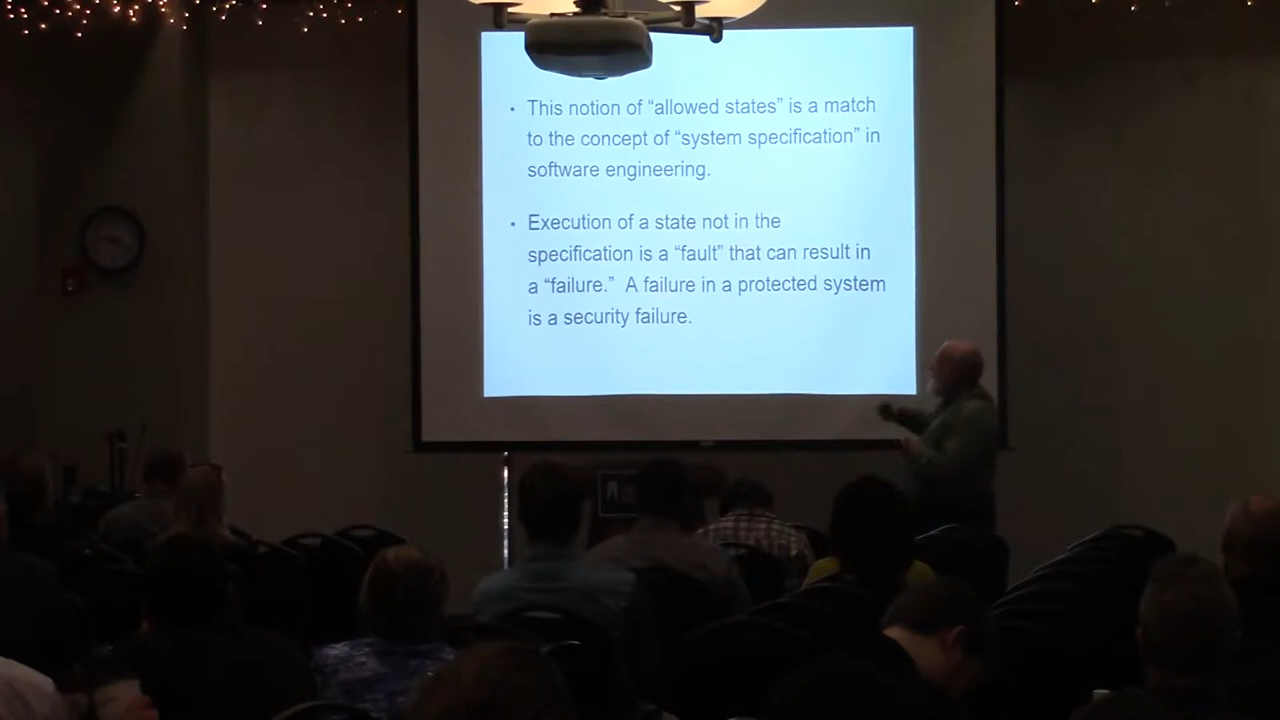 • This notion of “allowed states” is a match
to the concept of “system specification” in
software engineering.
• Execution of a state not in the
specification is a “fault” that can result in
a “failure.”  A failure in a protected system
is a security failure.